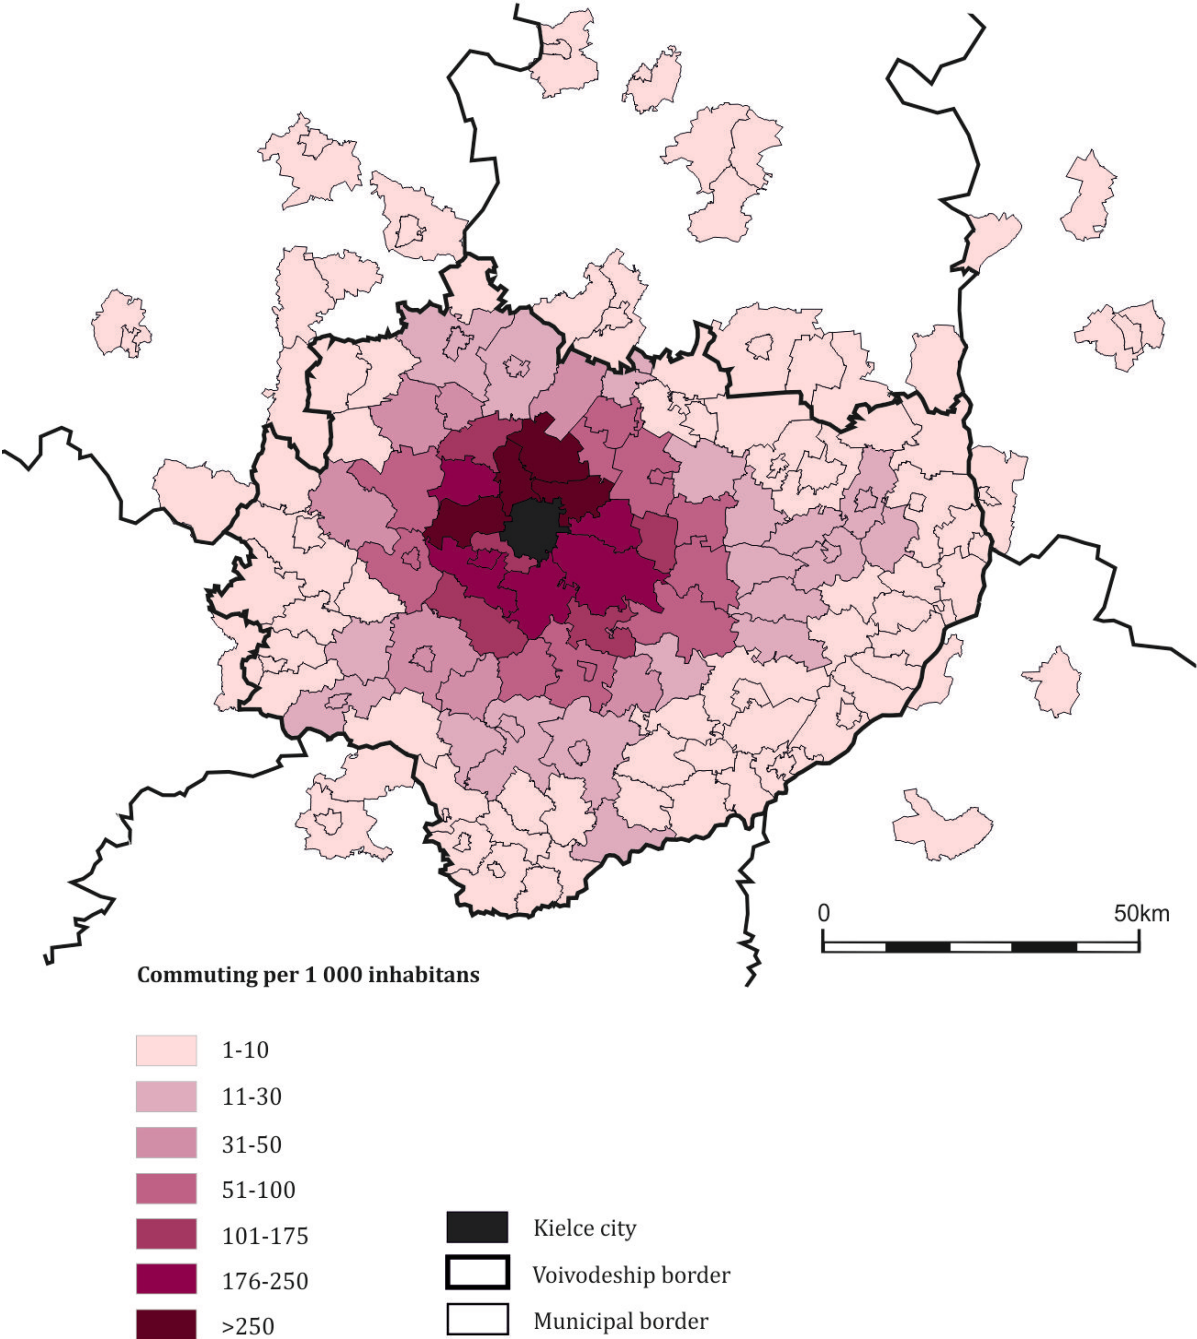 0 50km
Commuting per 1 000 inhabitans
1-10
11-30
31-50
51-100
101-175
176-250
>250
Kielce city
Voivodeship border
Municipal border